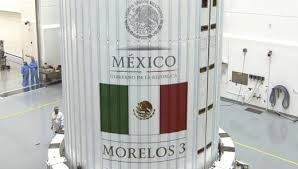 MÉXICO
GOBIERNO DE LA REPÚBLICA
MORELOS 3